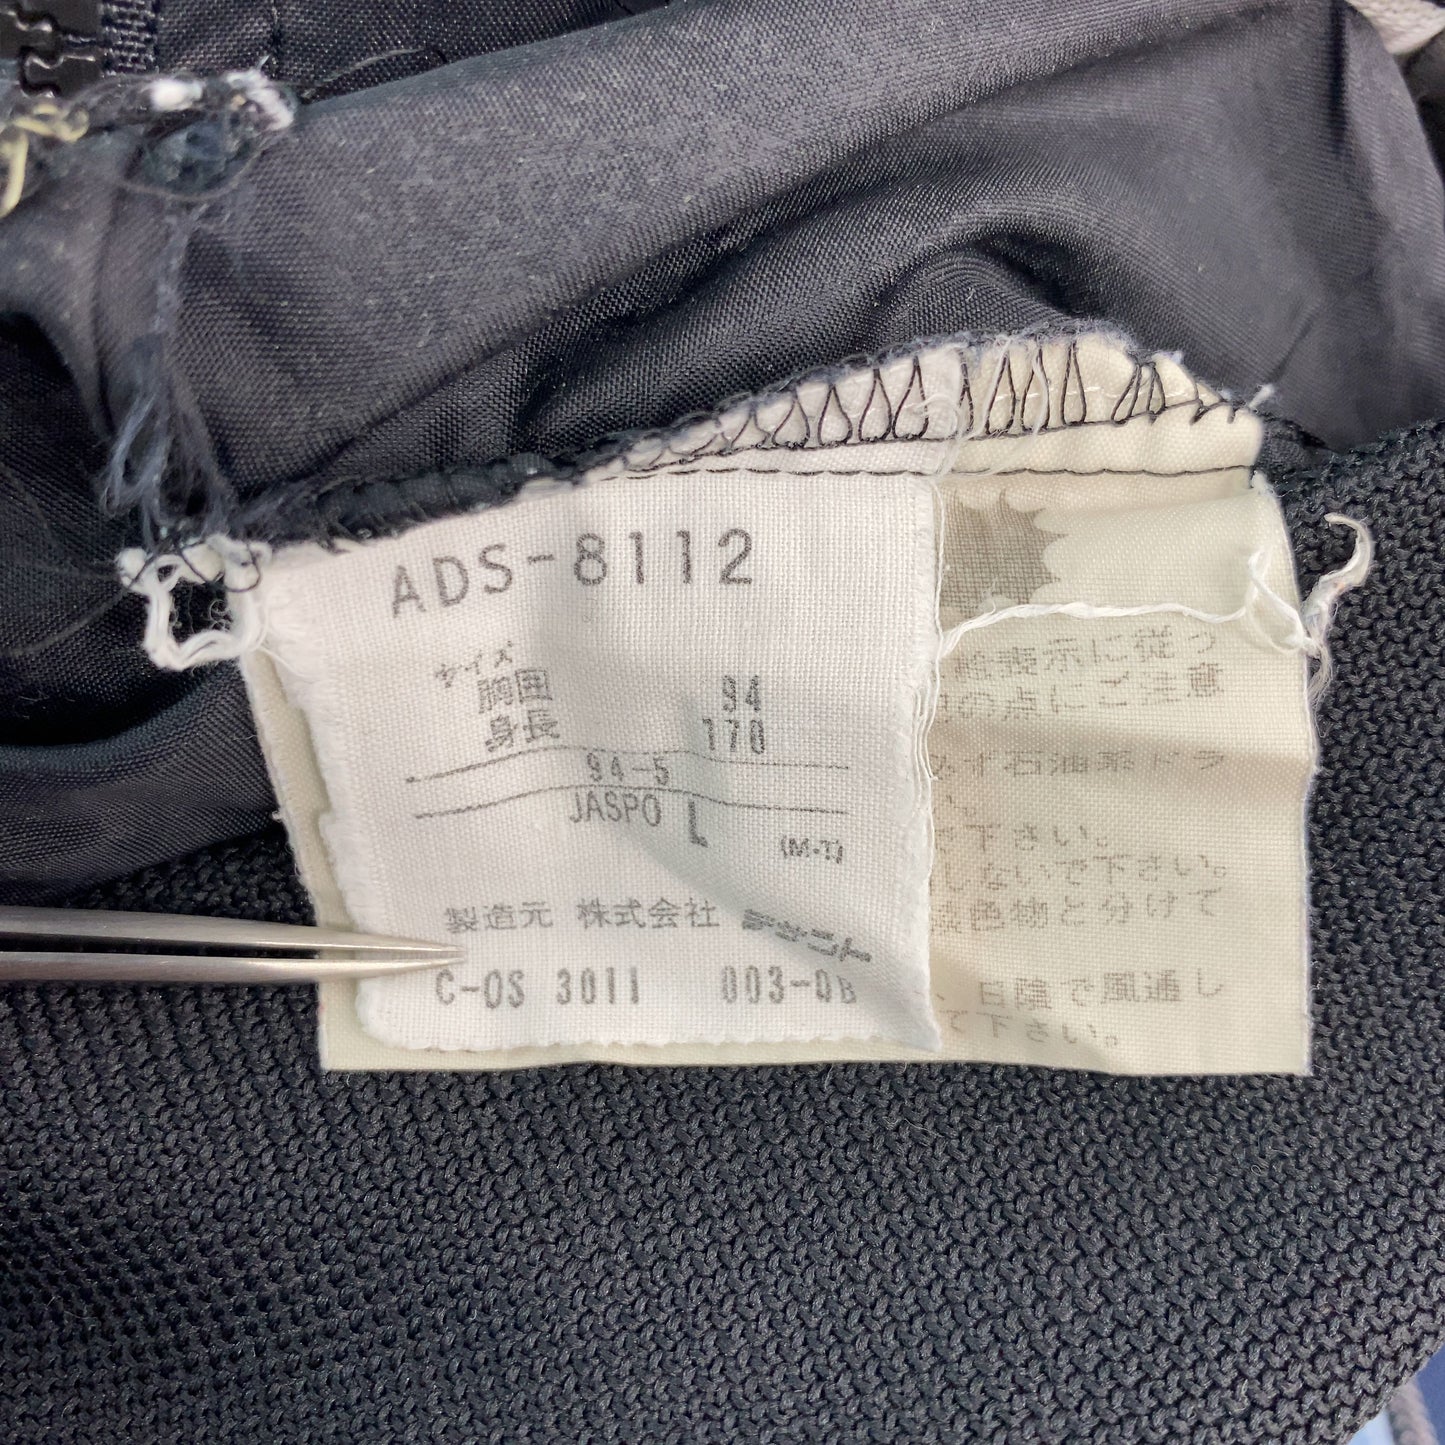 ADS-8112
サイズ
胸囲 94
身長 170
94-5
JASPO L (M-T)
製造元 株式会社 デサント
C-OS 3011 003-0B
絵表示に従っ
の点にご注意
必ず石油系ドラ
下さい。
しないで下さい。
色物と分けて
、日陰で風通し
て下さい。